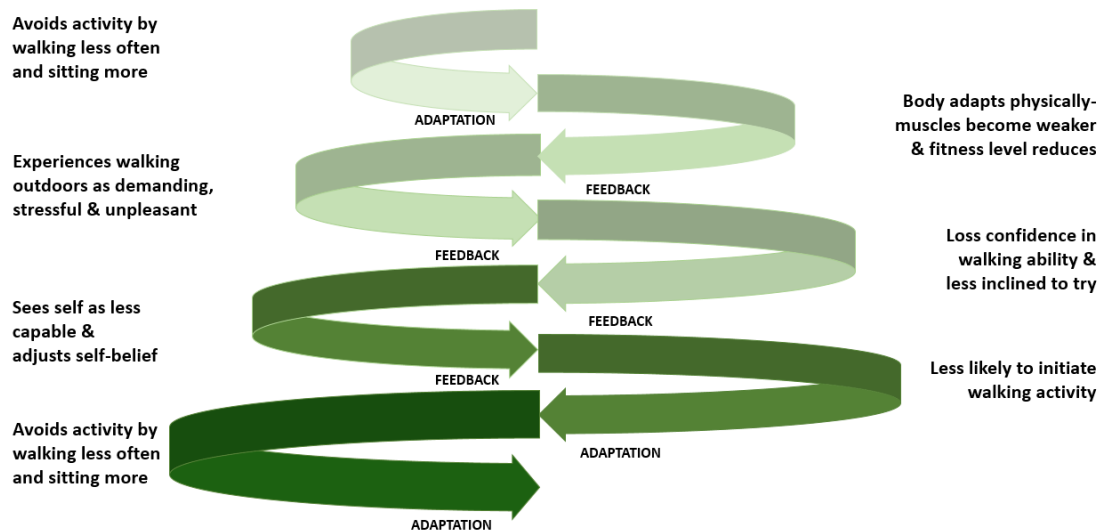 Avoids activity by
walking less often
and sitting more
ADAPTATION
Body adapts physically-
muscles become weaker
& fitness level reduces
FEEDBACK
Experiences walking
outdoors as demanding,
stressful & unpleasant
FEEDBACK
Loss confidence in
walking ability &
less inclined to try
FEEDBACK
Sees self as less
capable &
adjusts self-belief
FEEDBACK
Less likely to initiate
walking activity
ADAPTATION
Avoids activity by
walking less often
and sitting more
ADAPTATION